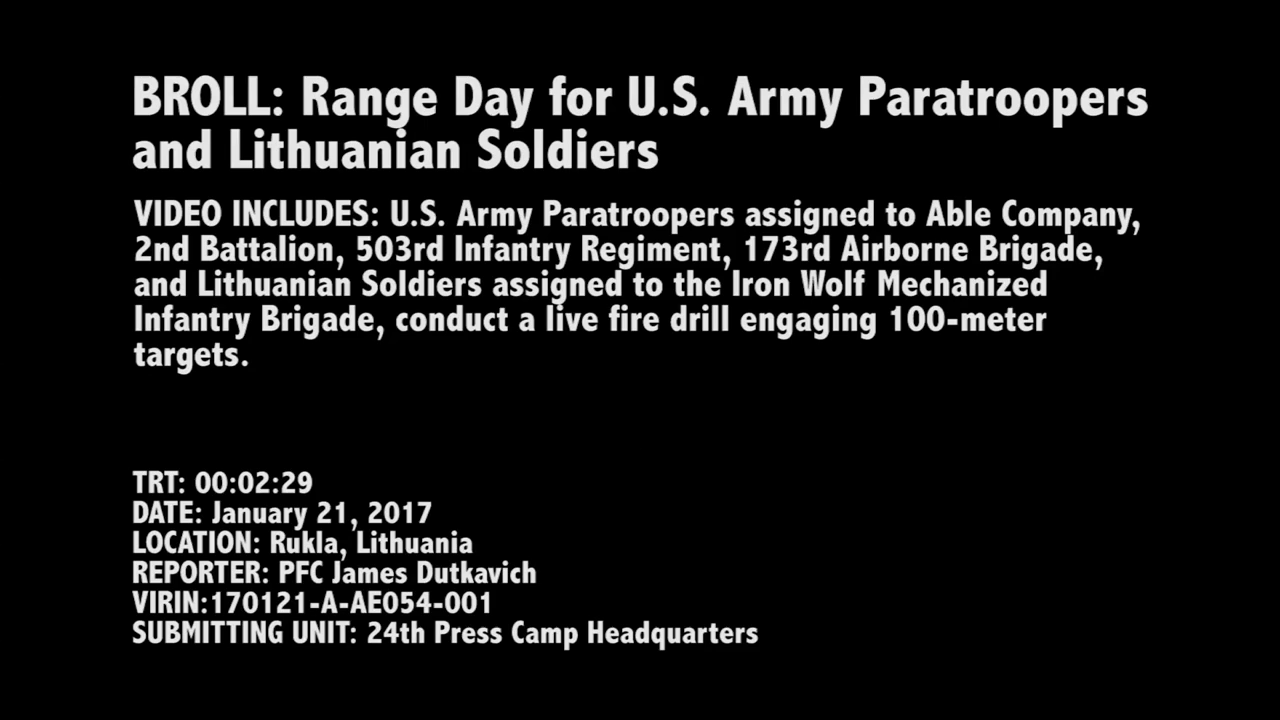 BROLL: Range Day for U.S. Army Paratroopers
and Lithuanian Soldiers
VIDEO INCLUDES: U.S. Army Paratroopers assigned to Able Company,
2nd Battalion, 503rd Infantry Regiment, 173rd Airborne Brigade,
and Lithuanian Soldiers assigned to the Iron Wolf Mechanized
Infantry Brigade, conduct a live fire drill engaging 100-meter
targets.
TRT: 00:02:29
DATE: January 21, 2017
LOCATION: Rukla, Lithuania
REPORTER: PFC James Dutkavich
VIRIN:170121-A-AE054-001
SUBMITTING UNIT: 24th Press Camp Headquarters